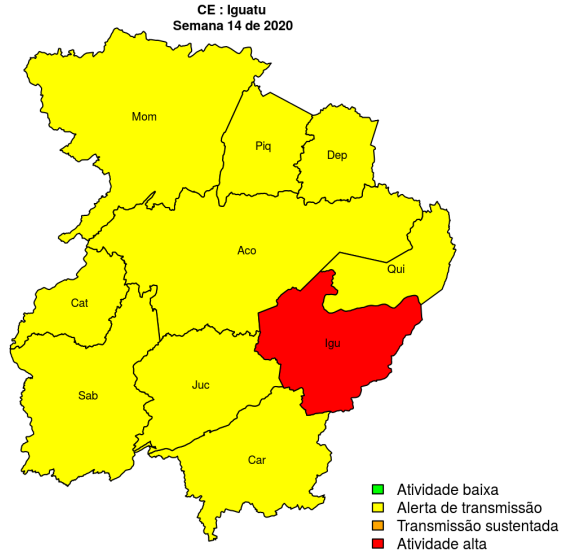 CE : Iguatu
Semana 14 de 2020
Mom
Piq
Dep
Aco
Qui
Cat
Igu
Sab
Juc
Car
Atividade baixa
Alerta de transmissão
Transmissão sustentada
Atividade alta